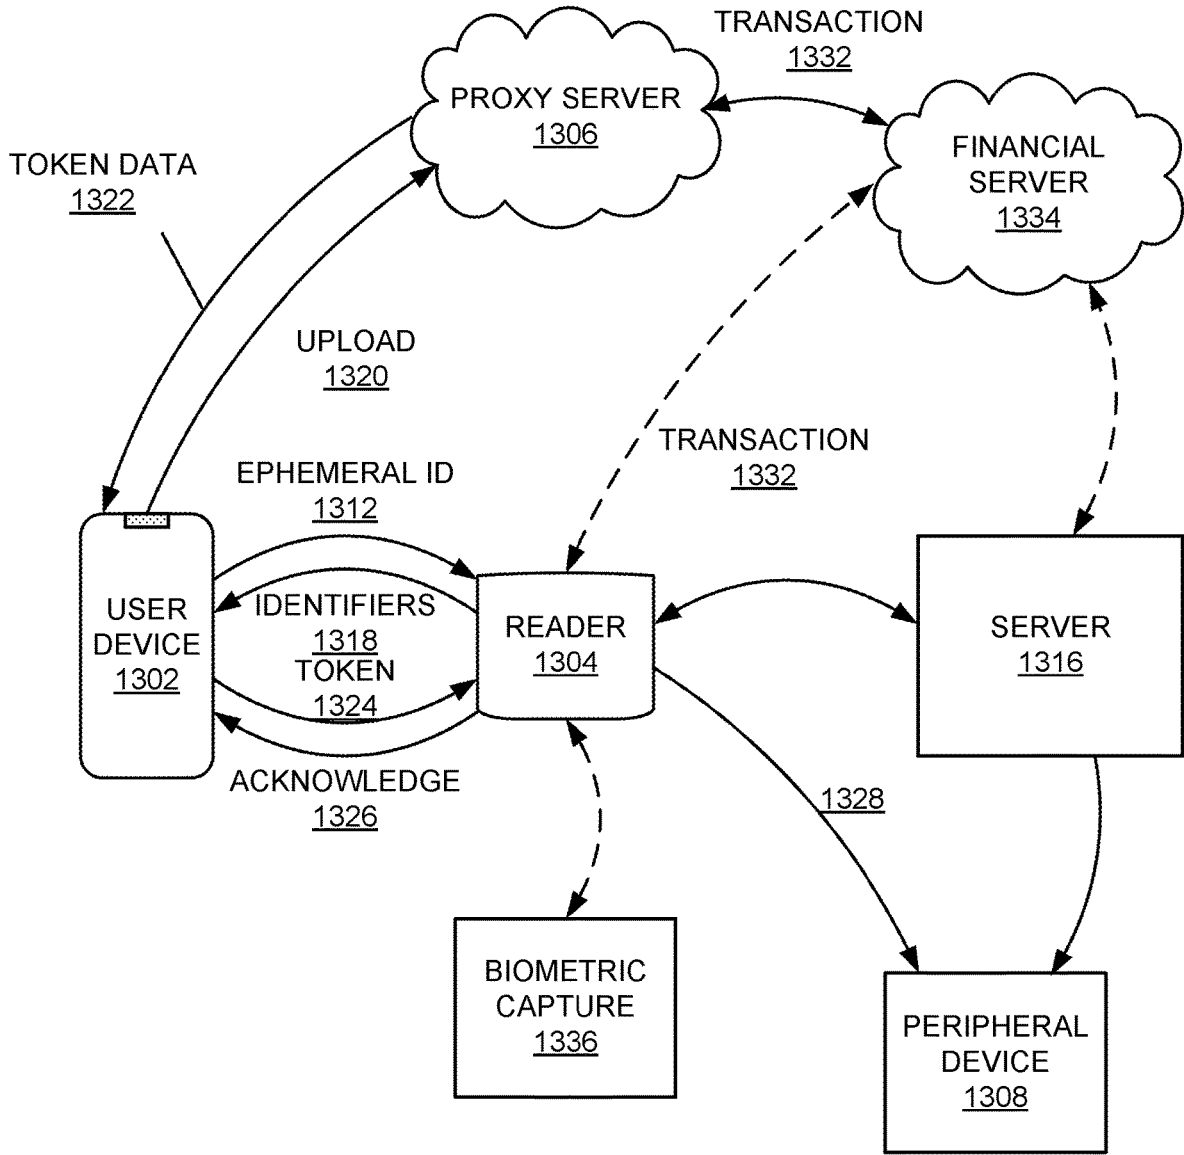 TRANSACTION
1332
PROXY SERVER
1306
FINANCIAL
SERVER
1334
TOKEN DATA
1322
UPLOAD
1320
TRANSACTION
1332
EPHEMERAL ID
1312
IDENTIFIERS
1318
TOKEN
1324
ACKNOWLEDGE
1326
USER
DEVICE
1302
READER
1304
SERVER
1316
1328
BIOMETRIC
CAPTURE
1336
PERIPHERAL
DEVICE
1308